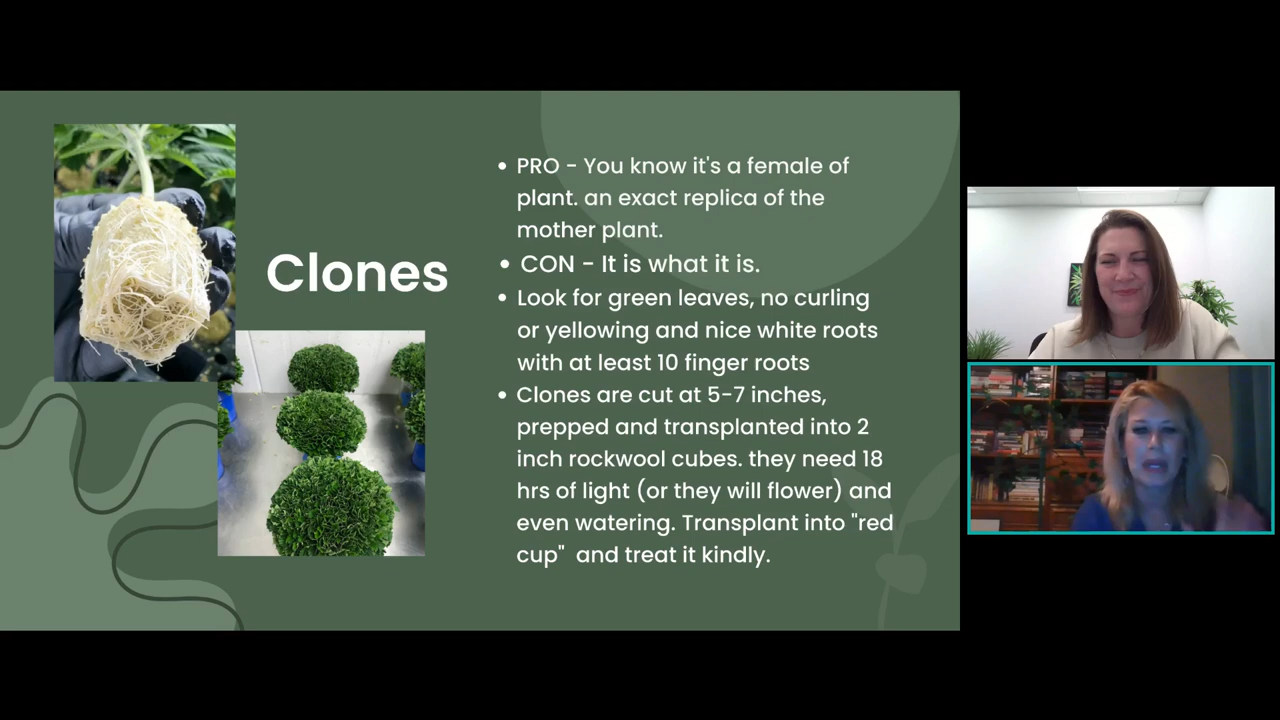 Clones
PRO - You know it's a female of
plant. an exact replica of the
mother plant.
CON - It is what it is.
Look for green leaves, no curling
or yellowing and nice white roots
with at least 10 finger roots
Clones are cut at 5-7 inches,
prepped and transplanted into 2
inch rockwool cubes. they need 18
hrs of light (or they will flower) and
even watering. Transplant into "red
cup"  and treat it kindly.